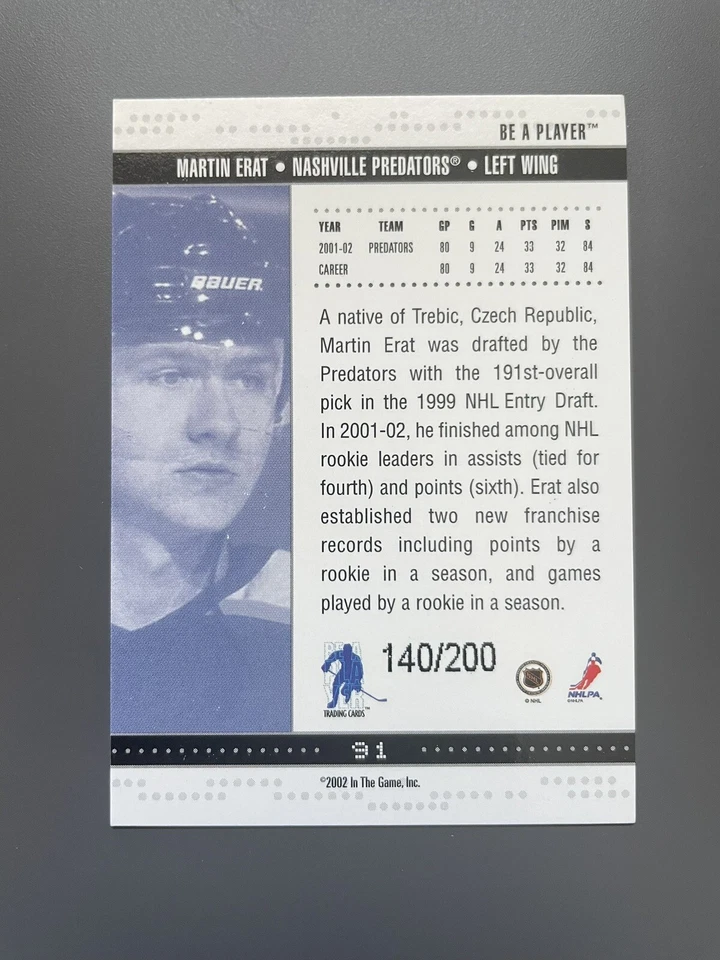 BE A PLAYER™
MARTIN ERAT • NASHVILLE PREDATORS® • LEFT WING
BAUER
YEAR TEAM GP G A PTS PIM S
2001-02 PREDATORS 80 9 24 33 32 84
CAREER 80 9 24 33 32 84
A native of Trebic, Czech Republic,
Martin Erat was drafted by the
Predators with the 191st-overall
pick in the 1999 NHL Entry Draft.
In 2001-02, he finished among NHL
rookie leaders in assists (tied for
fourth) and points (sixth). Erat also
established two new franchise
records including points by a
rookie in a season, and games
played by a rookie in a season.
BE A
PLAYER
TRADING CARDS™
140/200
© NHL
NHLPA
©NHLPA
91
©2002 In The Game, Inc.